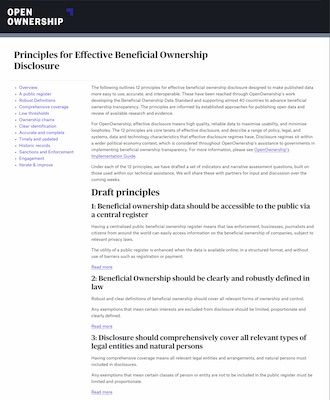 OPEN
OWNERSHIP
Principles for Effective Beneficial Ownership
Disclosure
Overview
A public register
Robust Definitions
Comprehensive coverage
Low thresholds
Ownership chains
Clear identification
Accurate and complete
Timely and updated
Historic records
Sanctions and Enforcement
Engagement
Iterate & improve
The following outlines 12 principles for effective beneficial ownership disclosure designed to make published data
more easy to use, accurate, and interoperable. These have been reached through OpenOwnership's work
developing the Beneficial Ownership Data Standard and supporting almost 40 countries to advance beneficial
ownership transparency. The principles are informed by established approaches for publishing open data and
review of available research and evidence.
For OpenOwnership, effective disclosure means high quality, reliable data to maximise usability, and minimise
loopholes. The 12 principles are core tenets of effective disclosure, and describe a range of policy, legal, and
systems, data and technology characteristics that effective disclosure regimes have. Disclosure regimes sit within
a wider political economy context, which is considered throughout OpenOwnership's assistance to governments in
implementing beneficial ownership transparency. For more information, please see OpenOwnership's
Implementation Guide.
Under each of the 12 principles, we have drafted a set of indicators and narrative assessment questions, built on
those used within our technical assistance. We will share these with partners for input and discussion over the
coming weeks.
Draft principles
1: Beneficial ownership data should be accessible to the public via
a central register
Having a centralised public beneficial ownership register means that law enforcement, businesses, journalists and
citizens from around the world can easily access information on the beneficial ownership of companies, subject to
relevant privacy laws.
The utility of a public register is enhanced when the data is available online, in a structured format, and without
use of barriers such as registration or payment.
Read more
2: Beneficial Ownership should be clearly and robustly defined in
law
Robust and clear definitions of beneficial ownership should cover all relevant forms of ownership and control.
Any exemptions that mean certain interests are excluded from disclosure should be limited, proportionate and
clearly defined.
Read more
3: Disclosure should comprehensively cover all relevant types of
legal entities and natural persons
Having comprehensive coverage means all relevant legal entities and arrangements, and natural persons must
included in disclosures.
Any exemptions that mean certain classes of person or entity are not to be included in the public register must be
limited and proportionate.
Read more